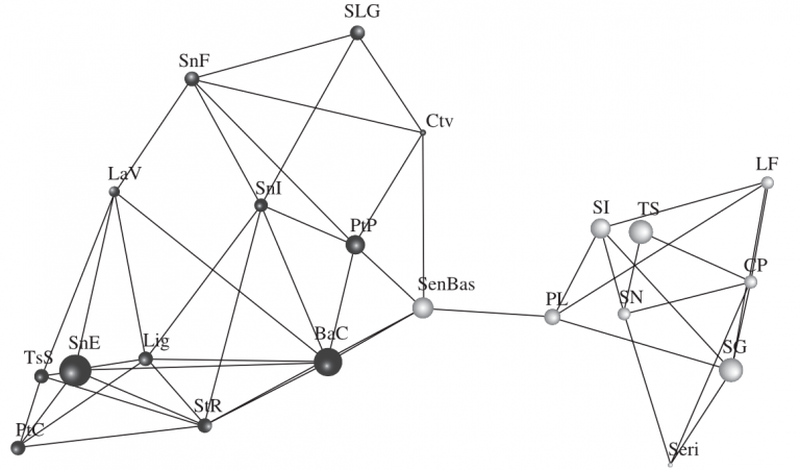 SLG
SnF
Ctv
LF
LaV
SnI
SI
TS
PtP
CP
SenBas
PL
SN
BaC
SnE
Lig
SG
TsS
StR
PtC
Seri